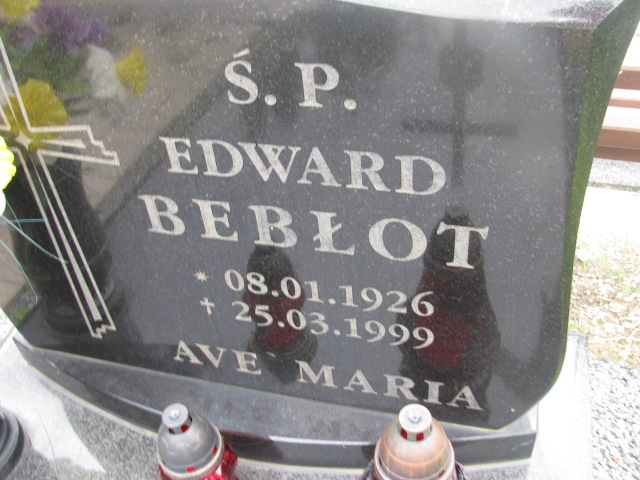 Ś. P.
EDWARD
BEBŁOT
* 08.01.1926
✝ 25.03.1999
AVE MARIA